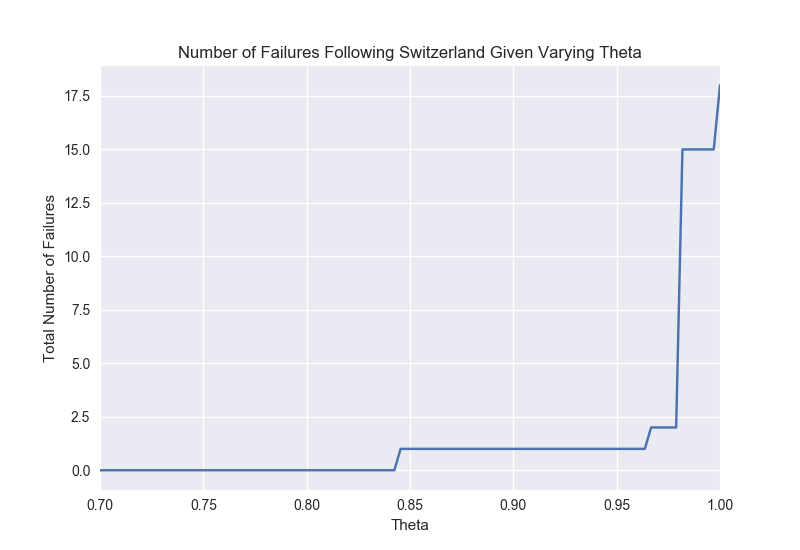 Number of Failures Following Switzerland Given Varying Theta
17.5
15.0
12.5
10.0
7.5
5.0
2.5
0.0
Total Number of Failures
0.70 0.75 0.80 0.85 0.90 0.95 1.00
Theta